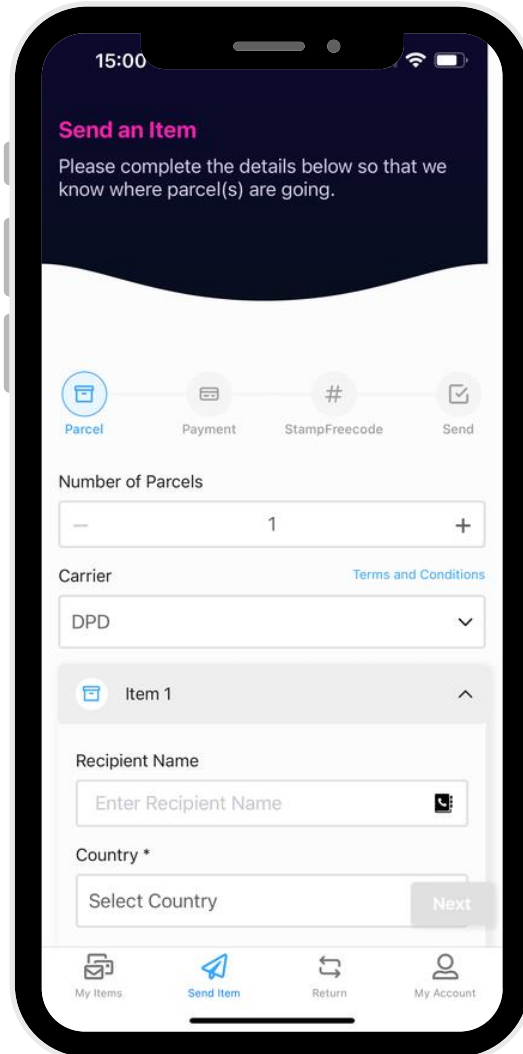 15:00
Send an Item
Please complete the details below so that we
know where parcel(s) are going.
Parcel
Payment
#
StampFreecode
Send
Number of Parcels
1
Carrier
Terms and Conditions
DPD
Item 1
Recipient Name
Enter Recipient Name
Country *
Select Country
Next
My Items
Send Item
Return
My Account